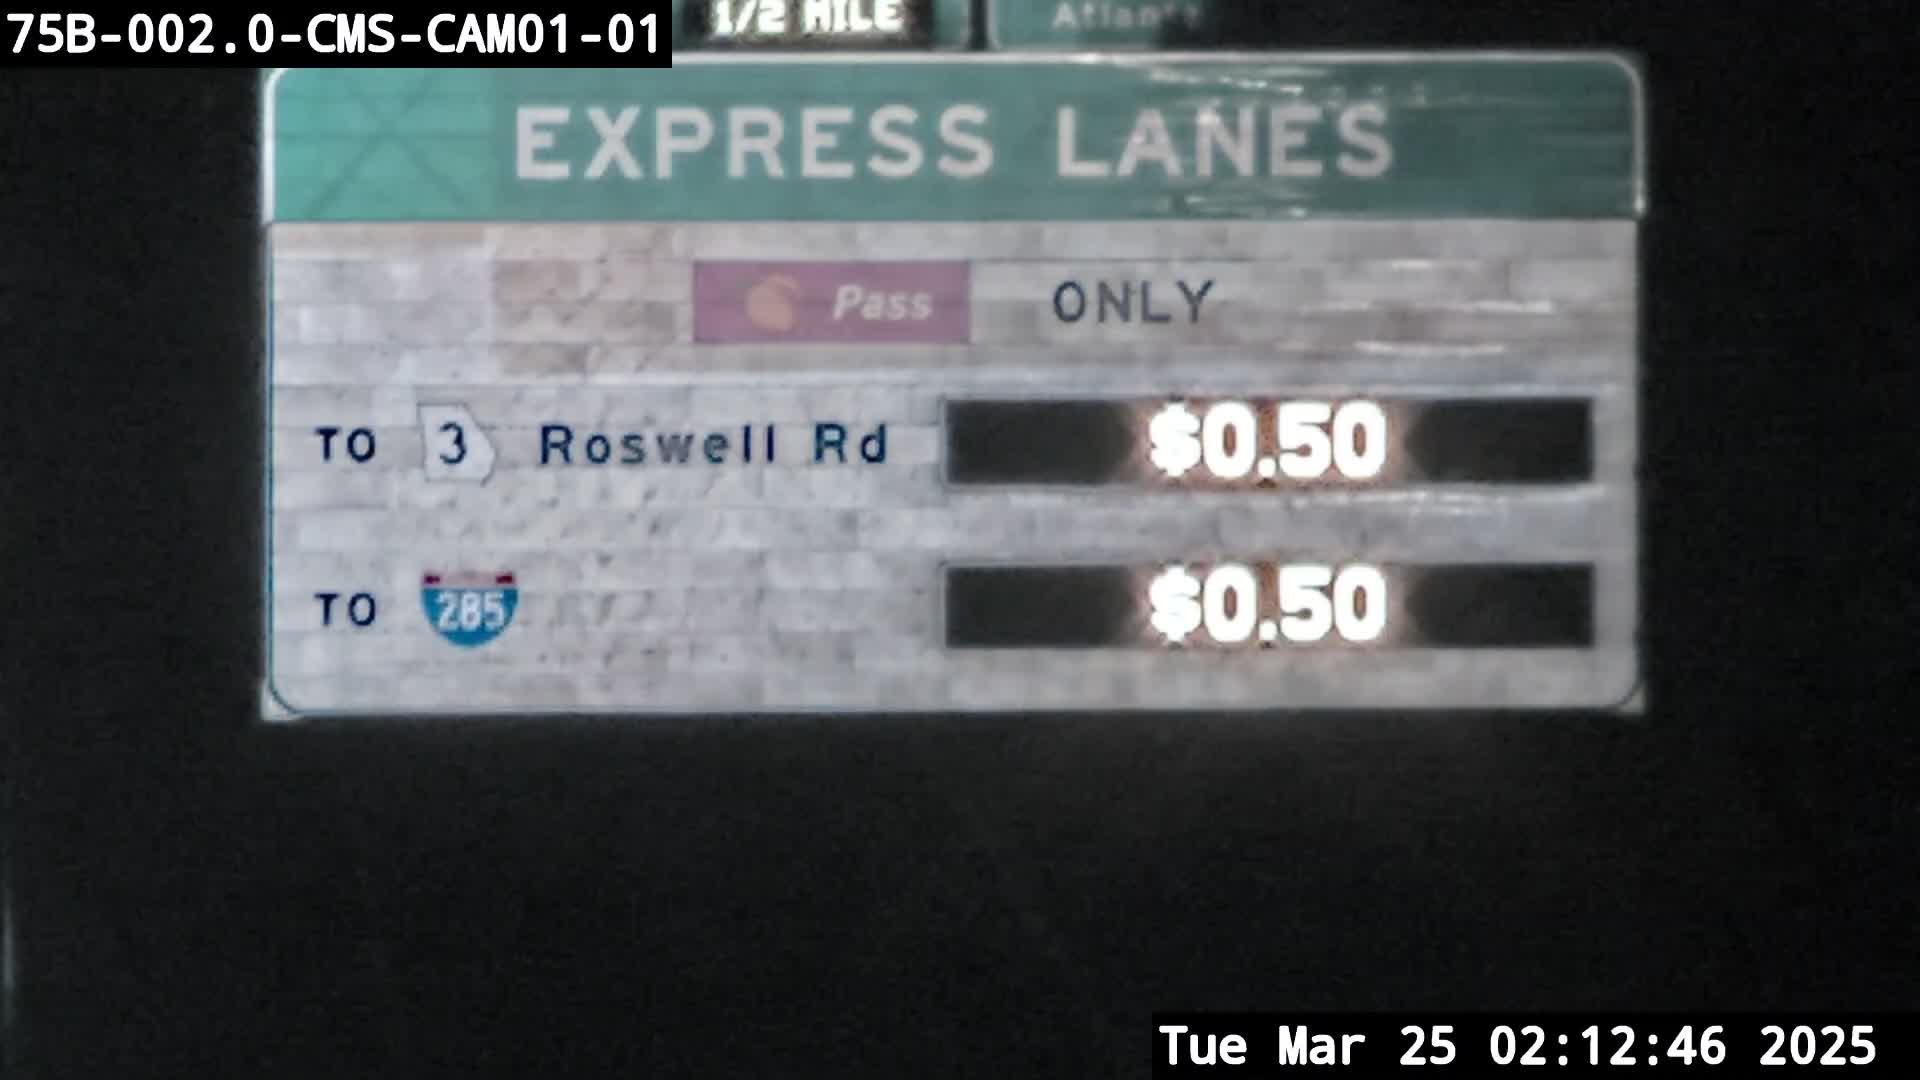 75B-002.0-CMS-CAM01-01
1/2 MILE
Atlanta
EXPRESS LANES
Pass ONLY
TO 3 Roswell Rd $0.50
TO 285 $0.50
Tue Mar 25 02:12:46 2025